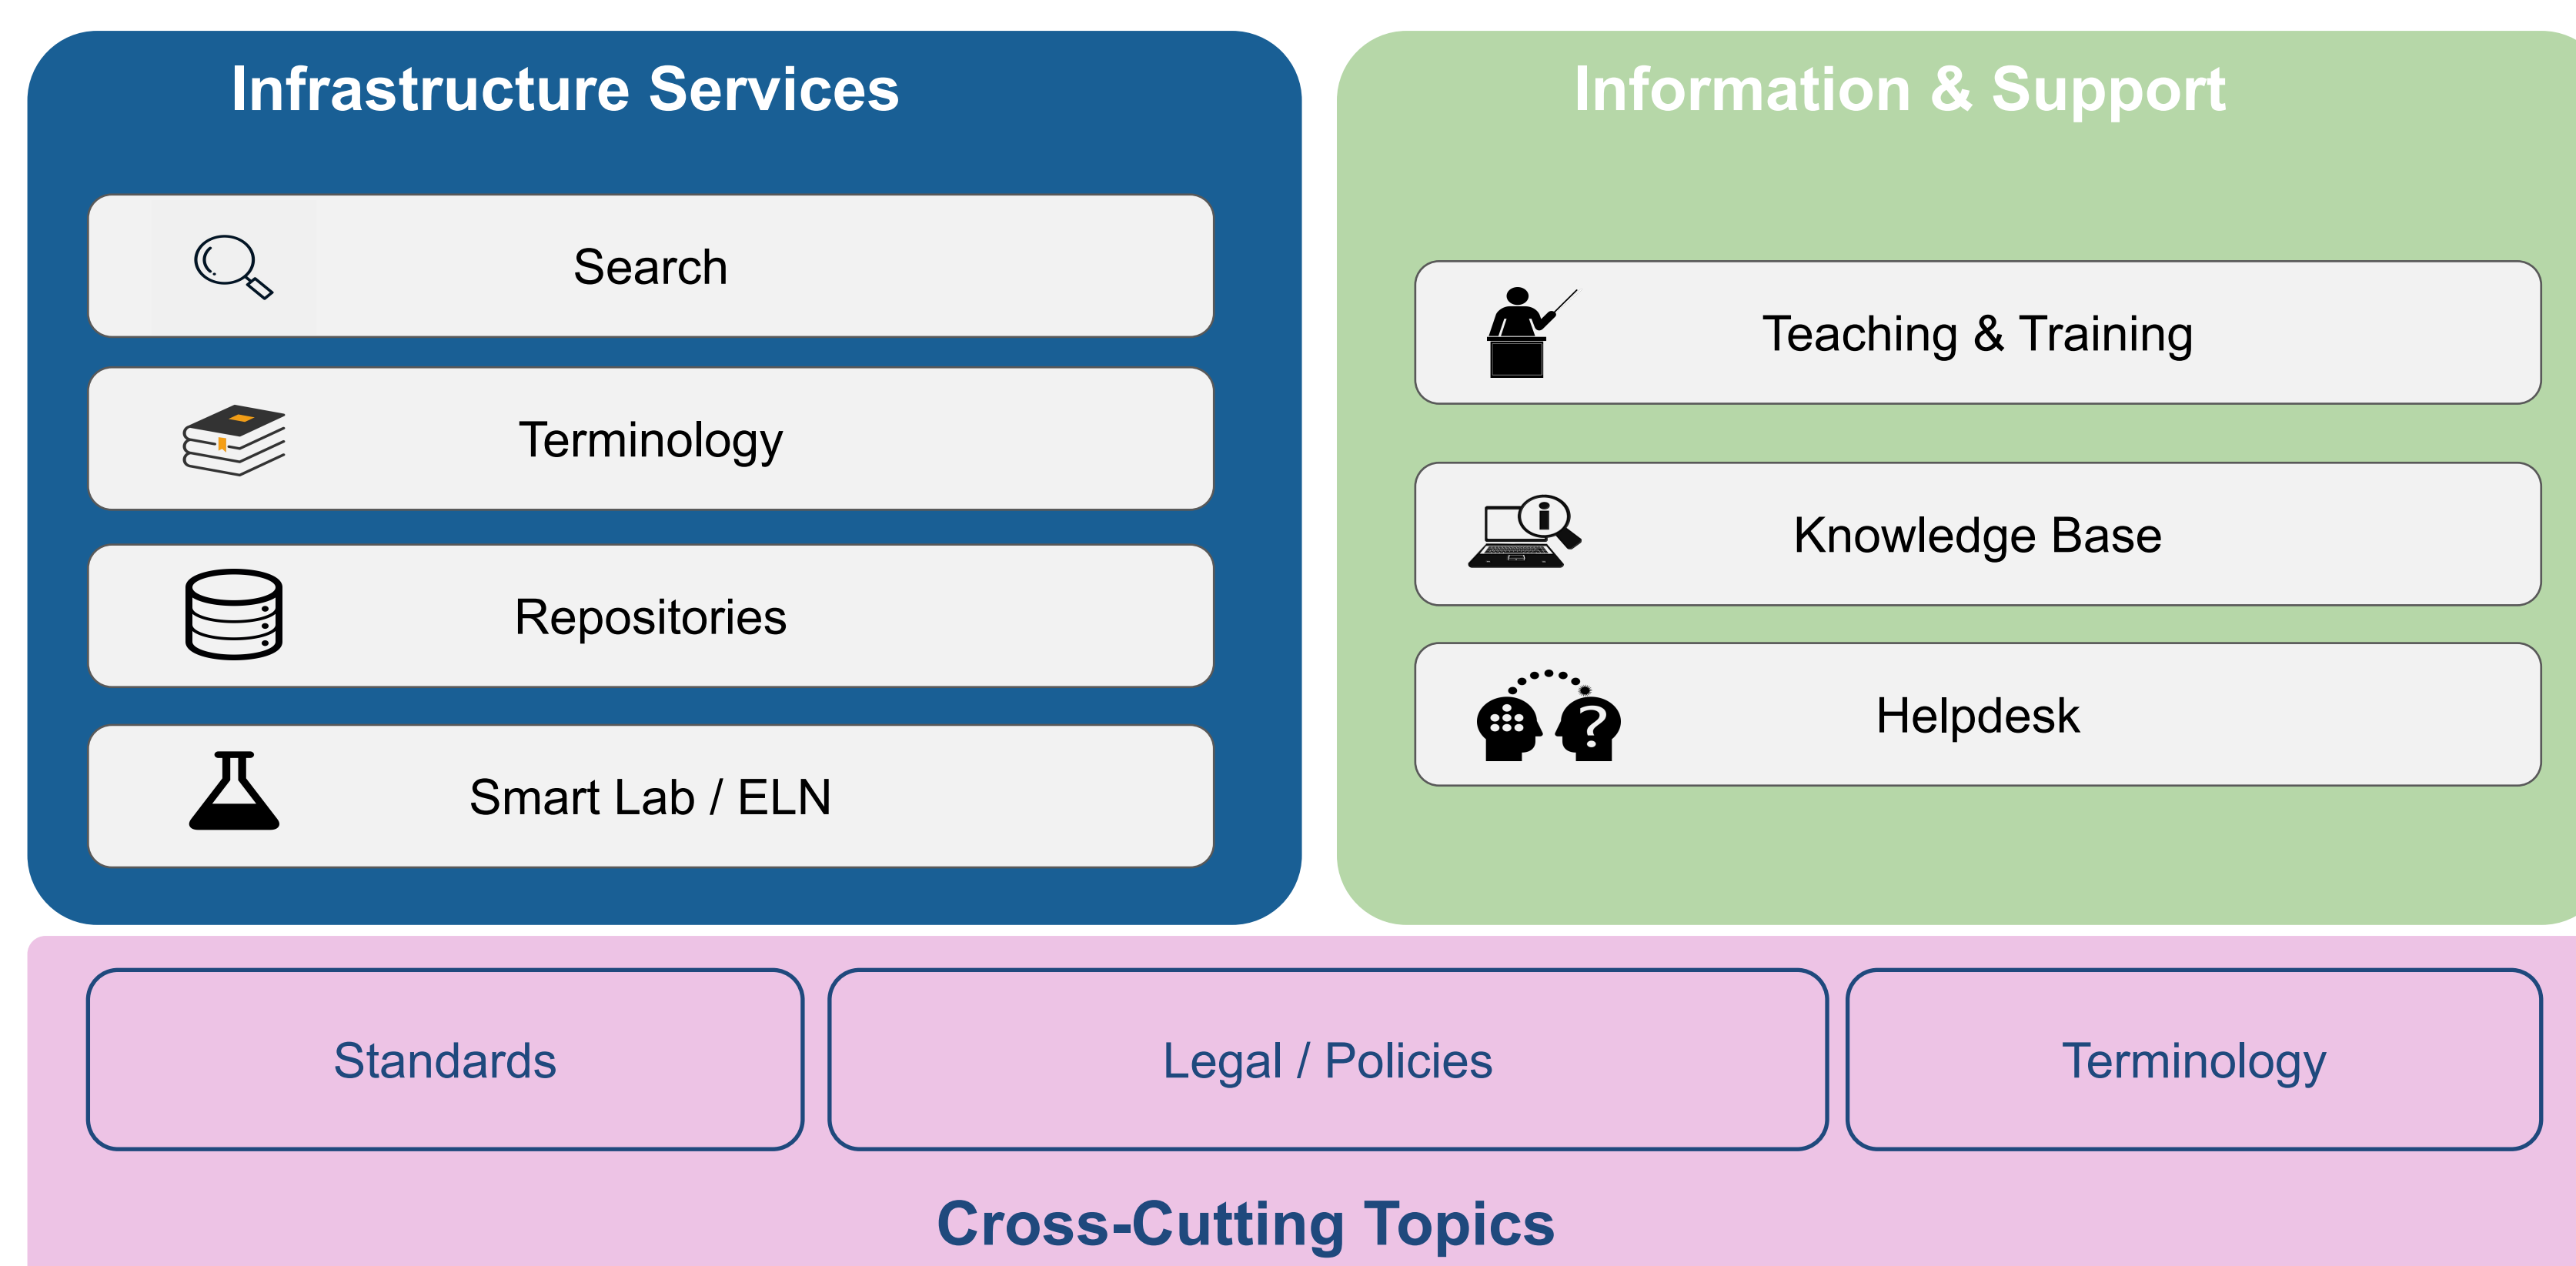 Infrastructure Services
Search
Terminology
Repositories
Smart Lab / ELN
Information & Support
Teaching & Training
Knowledge Base
Helpdesk
Standards
Legal / Policies
Terminology
Cross-Cutting Topics